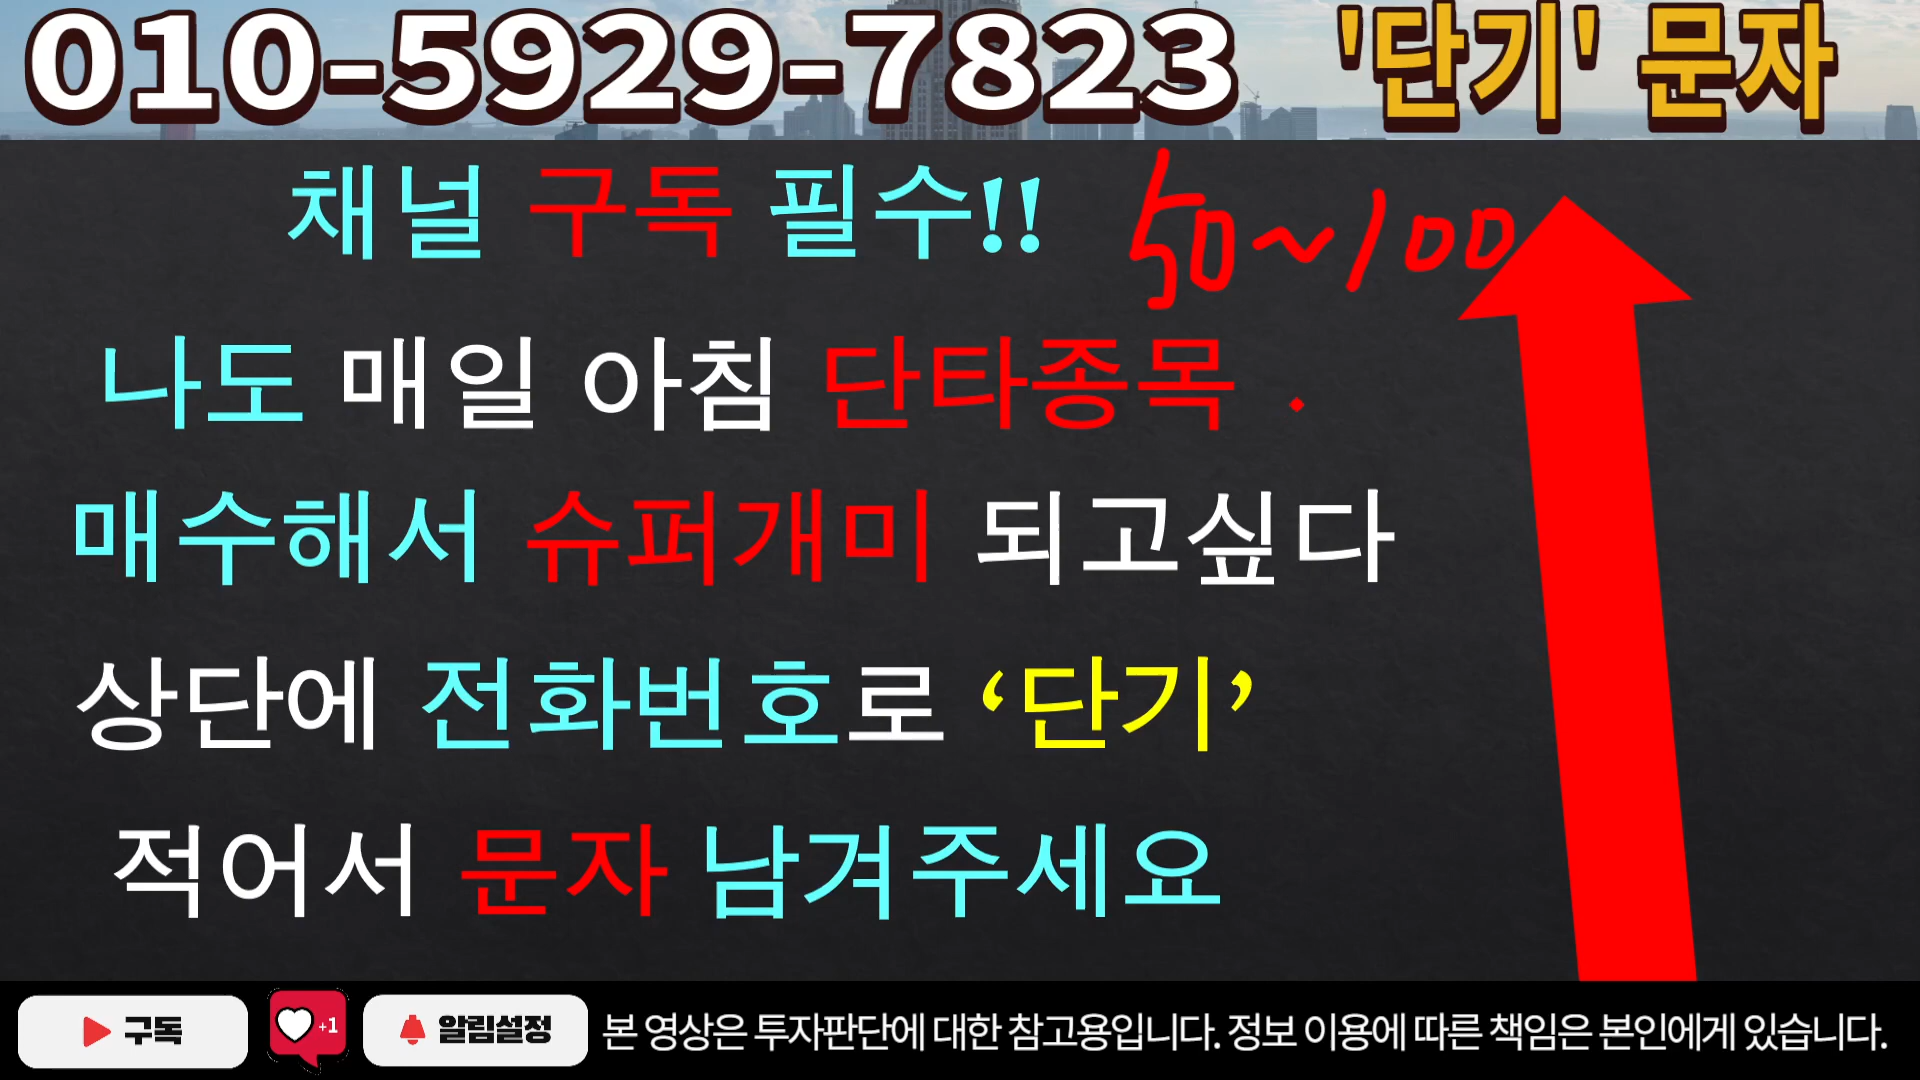 010-5929-7823 '단기' 문자
채널 구독 필수!! 50~100
나도 매일 아침 단타종목 .
매수해서 슈퍼개미 되고싶다
상단에 전화번호로 ‘단기’
적어서 문자 남겨주세요
구독 +1 알림설정 본 영상은 투자판단에 대한 참고용입니다. 정보 이용에 따른 책임은 본인에게 있습니다.